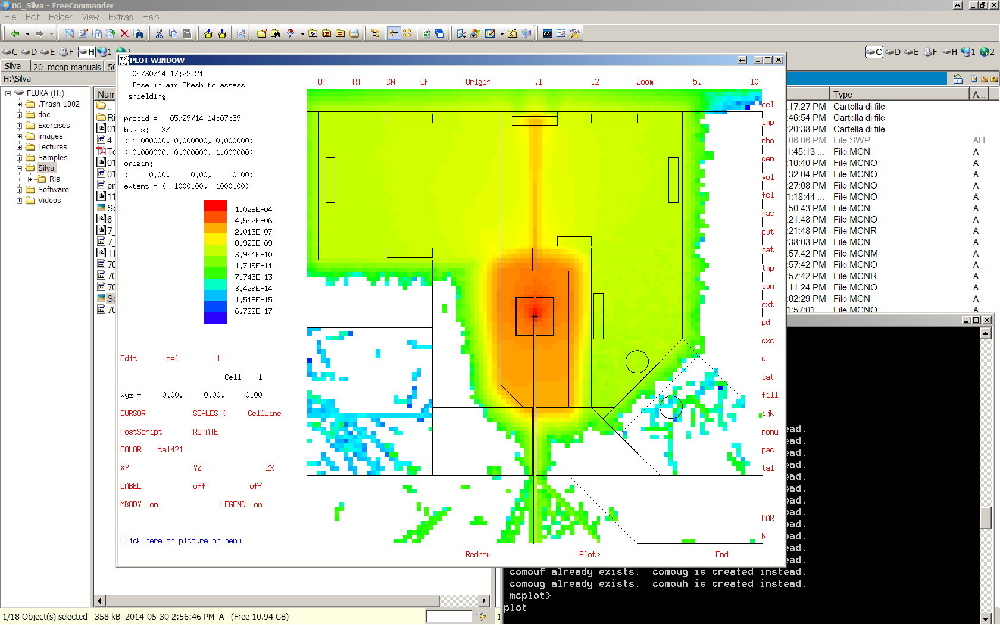 06_Silva - FreeCommander
File Edit Folder View Extras Help
C D E F H 1 2
C D E F H 1 2
Silva 20_mcnp manuals 50
H:\Silva
FLUKA (H:)
.Trash-1002
doc
Exercises
images
Lectures
Samples
Silva
Ris
Software
Videos
Nam
..
Ri
01
4_
Te
01
01
pr
11
Sc
6_
7_
7_
11
70
70
70
Sc
70
PLOT WINDOW
05/30/14 17:22:21
Dose in air TMesh to assess
shielding
probid = 05/29/14 14:07:59
basis: XZ
( 1.000000, 0.000000, 0.000000)
( 0.000000, 0.000000, 1.000000)
origin:
( 0.00, 0.00, 0.00)
extent = ( 1000.00, 1000.00)
1.028E-04
4.552E-06
2.015E-07
8.923E-09
3.951E-10
1.749E-11
7.745E-13
3.429E-14
1.518E-15
6.722E-17
Edit cel 1
Cell 1
xyz = 0.00, 0.00, 0.00
CURSOR SCALES 0 CellLine
PostScript ROTATE
COLOR tal421
XY YZ ZX
LABEL off off
MBODY on LEGEND on
Click here or picture or menu
UP RT DN LF Origin .1 .2 Zoom 5. 10
cel
imp
rho
den
vol
fcl
mas
pwt
mat
tmp
wwn
ext
pd
dxc
u
lat
fill
ijk
nonu
pac
tal
PAR
N
Redraw Plot> End
Type A...
:17:27 PM Cartella di file
:46:54 PM Cartella di file
:20:38 PM Cartella di file
:06:06 PM File SWP AH
1:45:13 ... File MCN A
:10:40 PM File MCNO A
:32:04 PM File MCNO A
:27:08 PM File MCNO A
1:18:44 ... File MCNO A
:50:43 PM File MCN A
:21:48 PM File MCNO A
:21:48 PM File MCNR A
:38:03 PM File MCN A
:57:42 PM File MCNM A
:57:42 PM File MCNO A
:57:42 PM File MCNR A
:11:24 PM File MCNO A
:02:29 PM File MCN A
1:57:01 File MCNO A
ead.
ead.
ead.
ead.
ead.
ead.
ead.
ead.
ead.
ead.
ead.
ead.
comouf already exists. comoug is created instead.
comoug already exists. comouh is created instead.
mcplot>
plot
1/18 Object(s) selected 358 kB 2014-05-30 2:56:46 PM A (Free 10.94 GB)
1